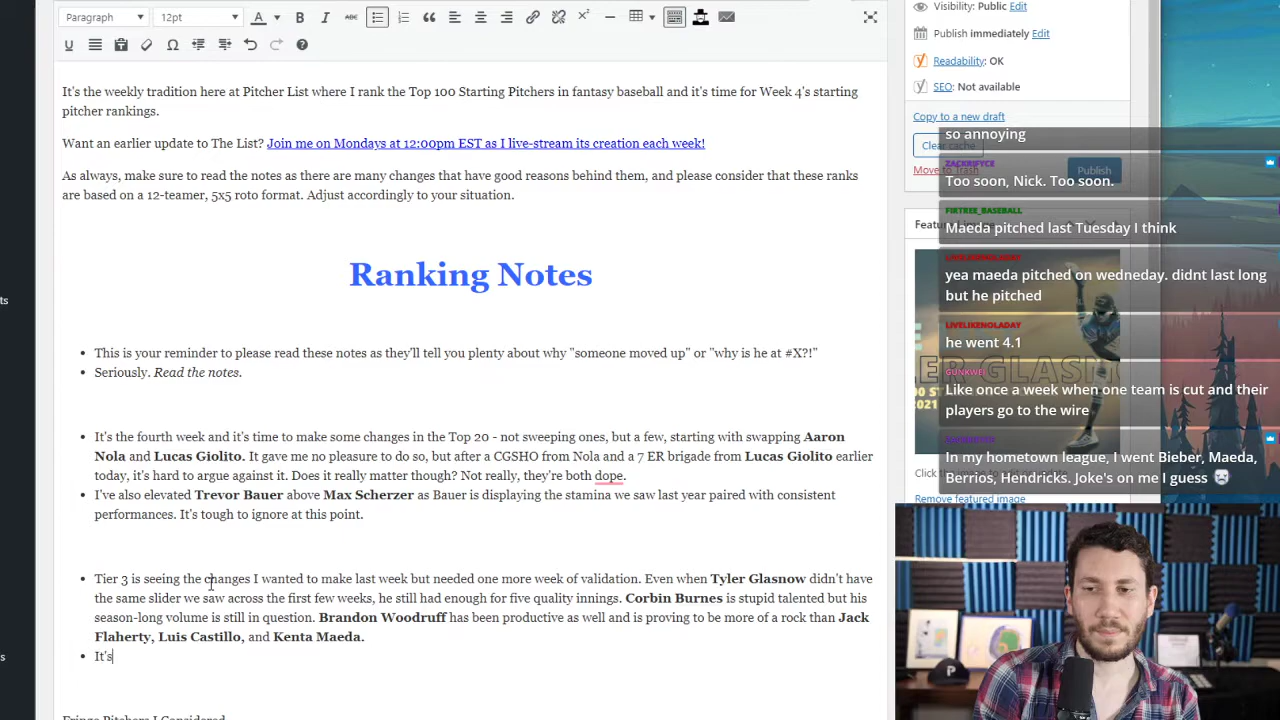 Paragraph
12pt
Visibility: Public Edit
Publish immediately Edit
Readability: OK
SEO: Not available
Copy to a new draft
Clear cache
Move to Trash
Publish
It's the weekly tradition here at Pitcher List where I rank the Top 100 Starting Pitchers in fantasy baseball and it's time for Week 4's starting
pitcher rankings.
Want an earlier update to The List? Join me on Mondays at 12:00pm EST as I live-stream its creation each week!
As always, make sure to read the notes as there are many changes that have good reasons behind them, and please consider that these ranks
are based on a 12-teamer, 5x5 roto format. Adjust accordingly to your situation.
Ranking Notes
• This is your reminder to please read these notes as they'll tell you plenty about why "someone moved up" or "why is he at #X?!"
• Seriously. Read the notes.
• It's the fourth week and it's time to make some changes in the Top 20 - not sweeping ones, but a few, starting with swapping Aaron
Nola and Lucas Giolito. It gave me no pleasure to do so, but after a CGSHO from Nola and a 7 ER brigade from Lucas Giolito earlier
today, it's hard to argue against it. Does it really matter though? Not really, they're both dope.
• I've also elevated Trevor Bauer above Max Scherzer as Bauer is displaying the stamina we saw last year paired with consistent
performances. It's tough to ignore at this point.
• Tier 3 is seeing the changes I wanted to make last week but needed one more week of validation. Even when Tyler Glasnow didn't have
the same slider we saw across the first few weeks, he still had enough for five quality innings. Corbin Burnes is stupid talented but his
season-long volume is still in question. Brandon Woodruff has been productive as well and is proving to be more of a rock than Jack
Flaherty, Luis Castillo, and Kenta Maeda.
• It's
Fringe Pitchers I Considered
so annoying
ZACKRIFYCE
Too soon, Nick. Too soon.
FIRTREE_BASEBALL
Maeda pitched last Tuesday I think
yea maeda pitched on wedneday. didnt last long
but he pitched
LIVELIKENOLADAY
he went 4.1
GUNKWEI
Like once a week when one team is cut and their
players go to the wire
In my hometown league, I went Bieber, Maeda,
Berrios, Hendricks. Joke's on me I guess
Remove featured image